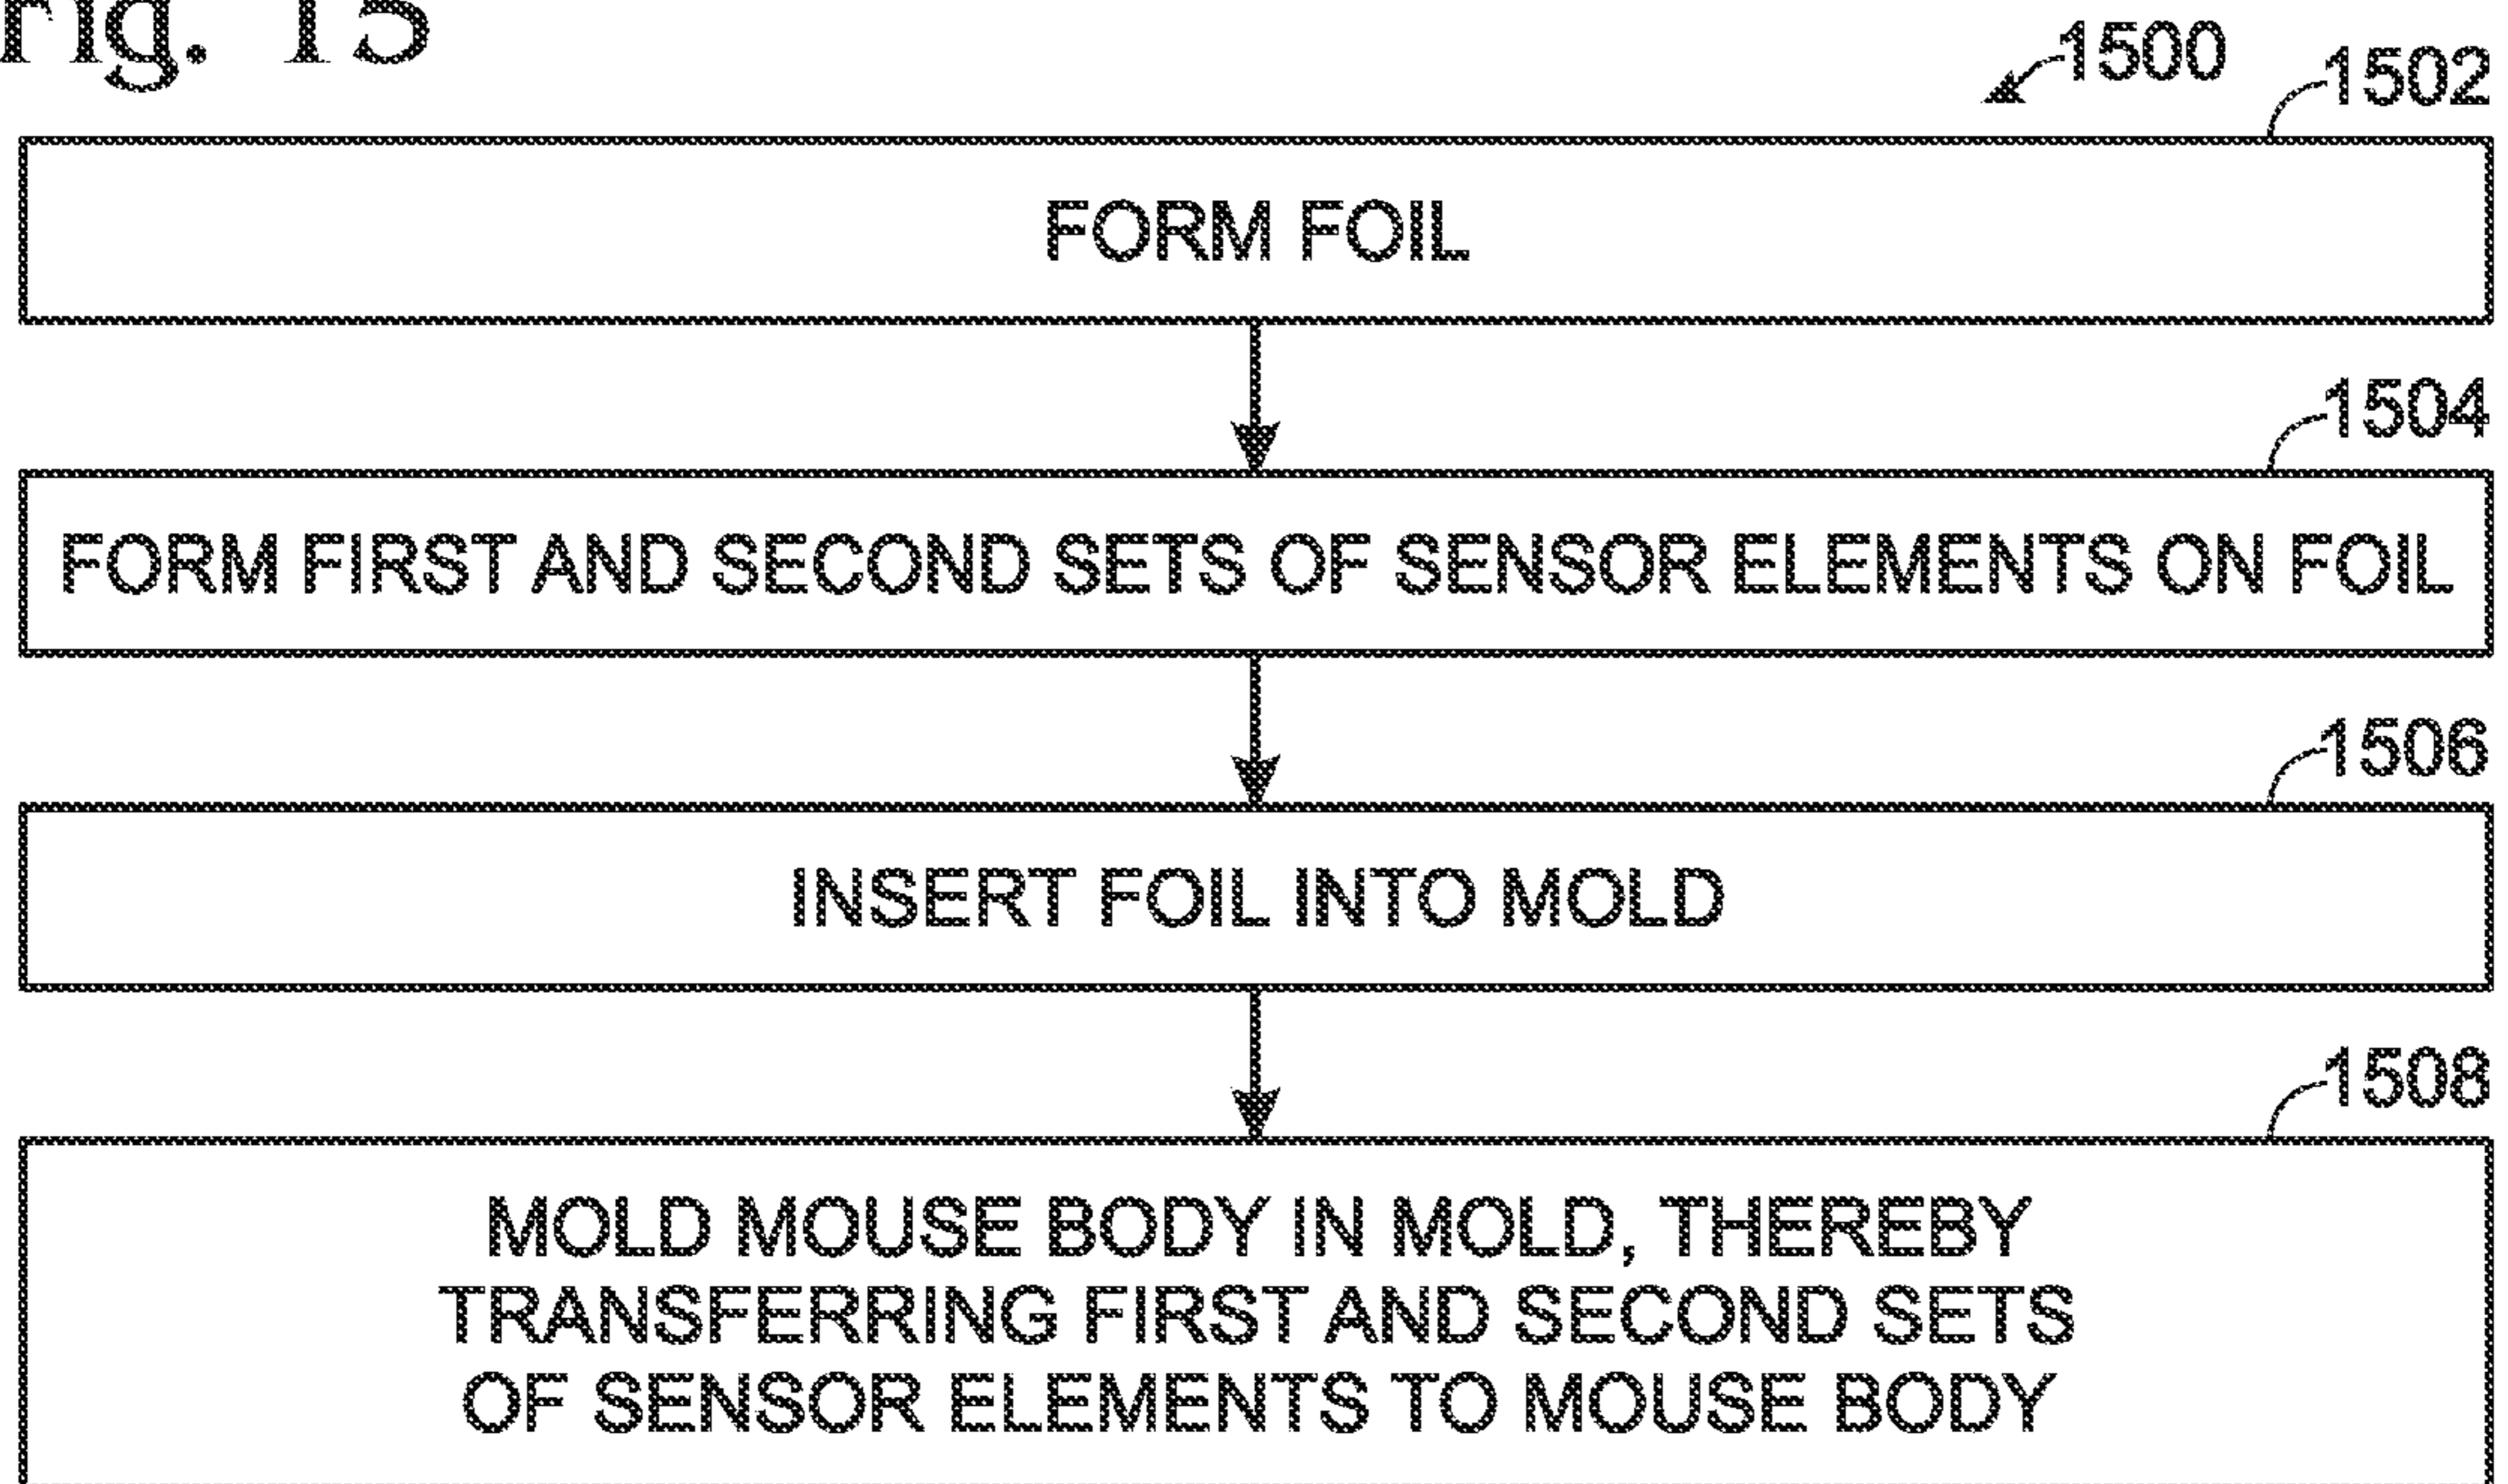 Fig. 15
1500
1502
FORM FOIL
1504
FORM FIRST AND SECOND SETS OF SENSOR ELEMENTS ON FOIL
1506
INSERT FOIL INTO MOLD
1508
MOLD MOUSE BODY IN MOLD, THEREBY
TRANSFERRING FIRST AND SECOND SETS
OF SENSOR ELEMENTS TO MOUSE BODY